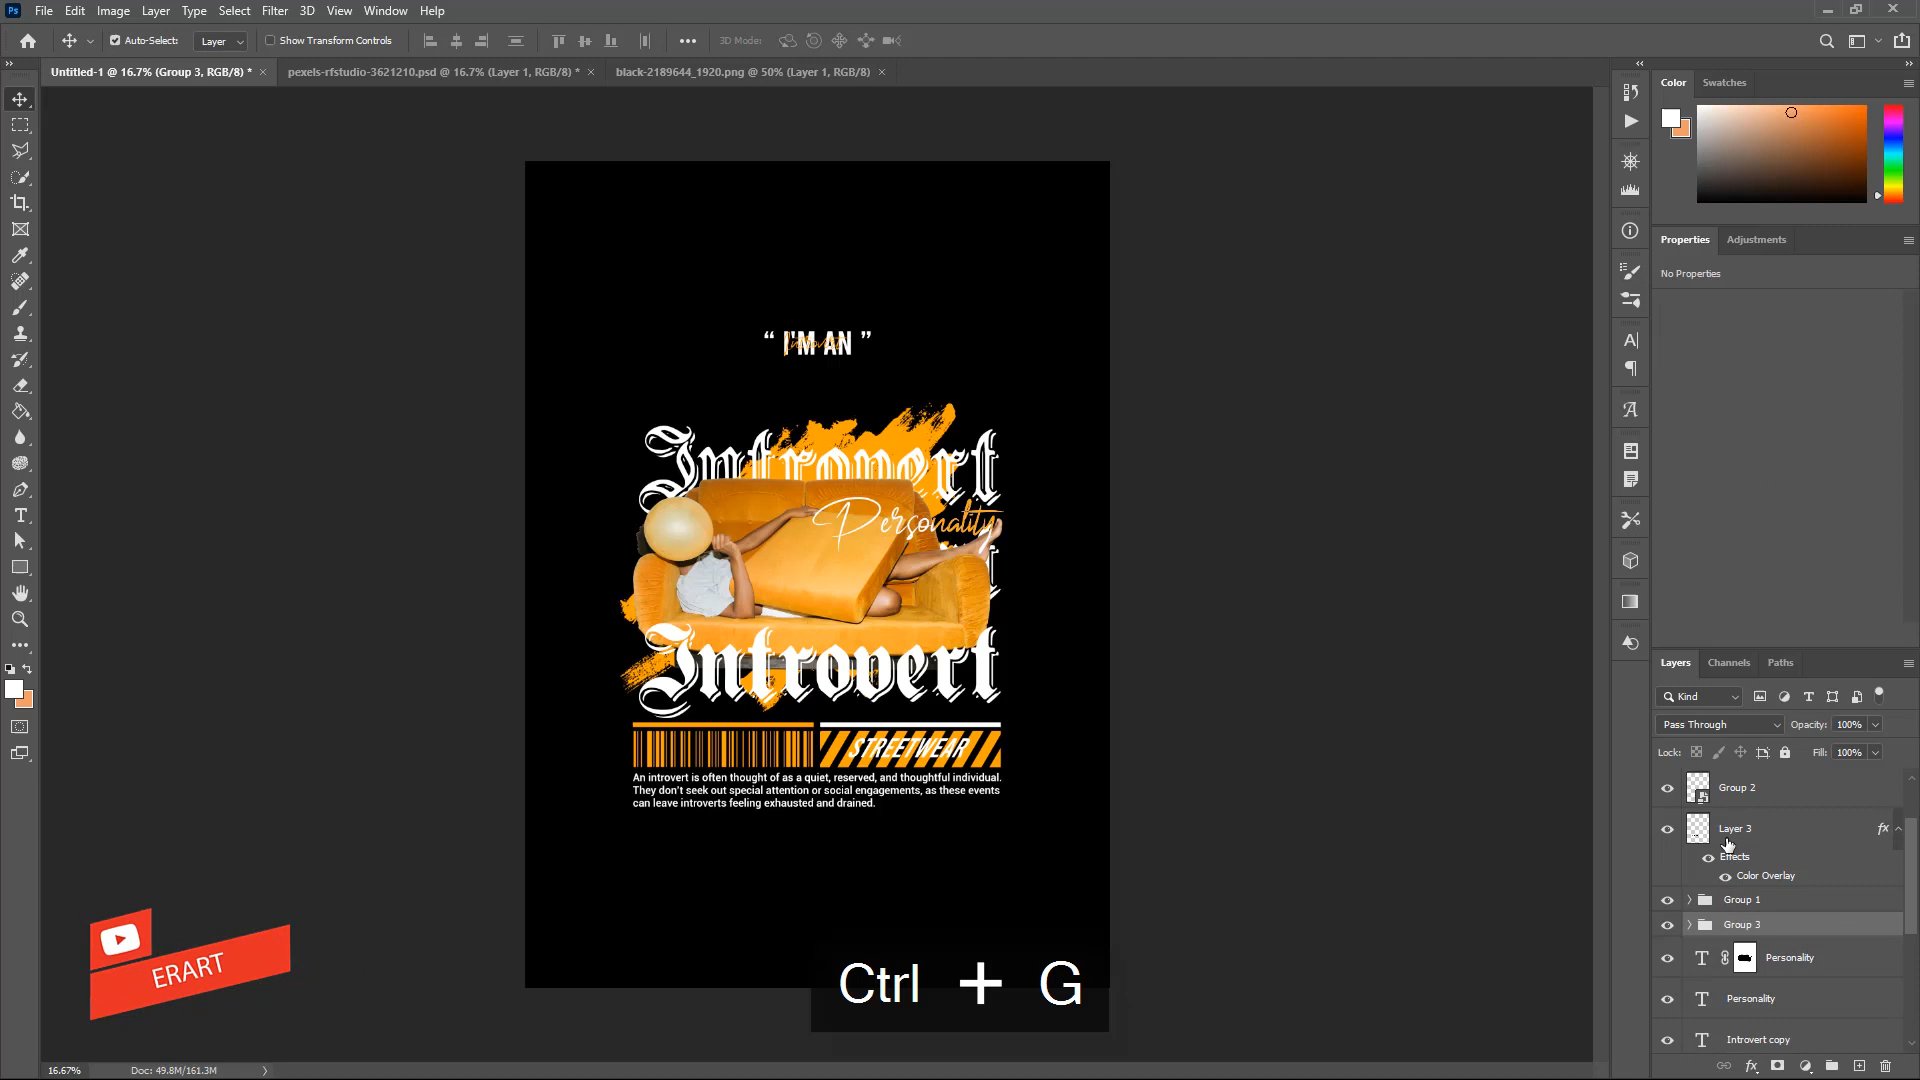 File Edit Image Layer Type Select Filter 3D View Window Help
Auto-Select: Layer Show Transform Controls 3D Mode:
Untitled-1 @ 16.7% (Group 3, RGB/8) * pexels-rfstudio-3621210.psd @ 16.7% (Layer 1, RGB/8) * black-2189644_1920.png @ 50% (Layer 1, RGB/8)
Color Swatches
Properties Adjustments
No Properties
“ I'M AN ”
Introvert
Introvert
Personality
Introvert
STREETWEAR
An introvert is often thought of as a quiet, reserved, and thoughtful individual.
They don't seek out special attention or social engagements, as these events
can leave introverts feeling exhausted and drained.
ERART
Ctrl + G
Layers Channels Paths
Kind
Pass Through Opacity: 100%
Lock: Fill: 100%
Group 2
Layer 3 fx
Effects
Color Overlay
Group 1
Group 3
Personality
Personality
Introvert copy
16.67% Doc: 49.8M/161.3M